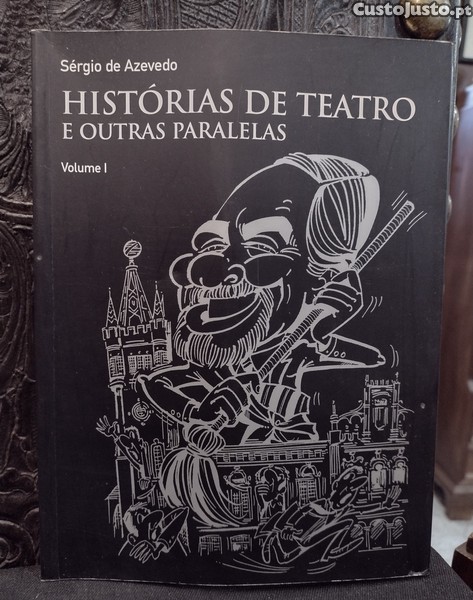 CustoJusto.pt
Sérgio de Azevedo
HISTÓRIAS DE TEATRO
E OUTRAS PARALELAS
Volume I